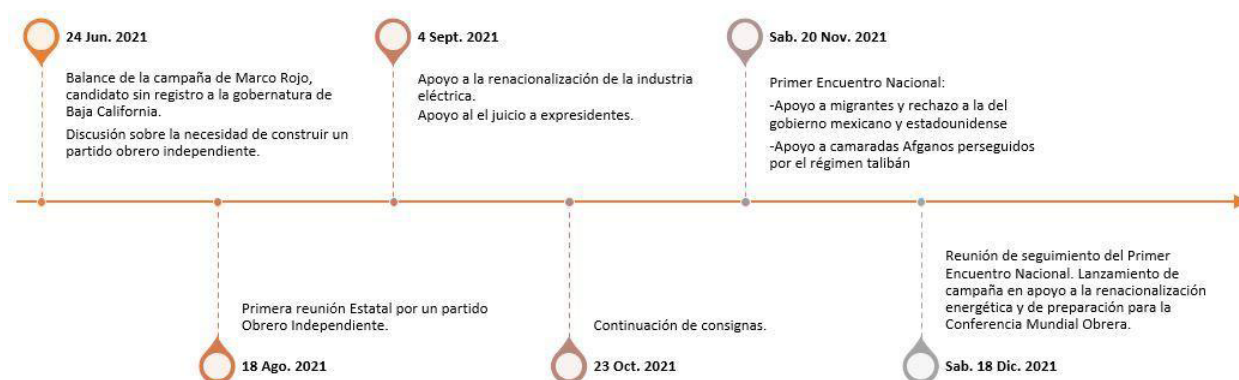 24 Jun. 2021
Balance de la campaña de Marco Rojo,
candidato sin registro a la gobernatura de
Baja California.
Discusión sobre la necesidad de construir un
partido obrero independiente.
4 Sept. 2021
Apoyo a la renacionalización de la industria
eléctrica.
Apoyo al el juicio a expresidentes.
Sab. 20 Nov. 2021
Primer Encuentro Nacional:
-Apoyo a migrantes y rechazo a la del
gobierno mexicano y estadounidense
-Apoyo a camaradas Afganos perseguidos
por el régimen talibán
Primera reunión Estatal por un partido
Obrero Independiente.
18 Ago. 2021
Continuación de consignas.
23 Oct. 2021
Reunión de seguimiento del Primer
Encuentro Nacional. Lanzamiento de
campaña en apoyo a la renacionalización
energética y de preparación para la
Conferencia Mundial Obrera.
Sab. 18 Dic. 2021